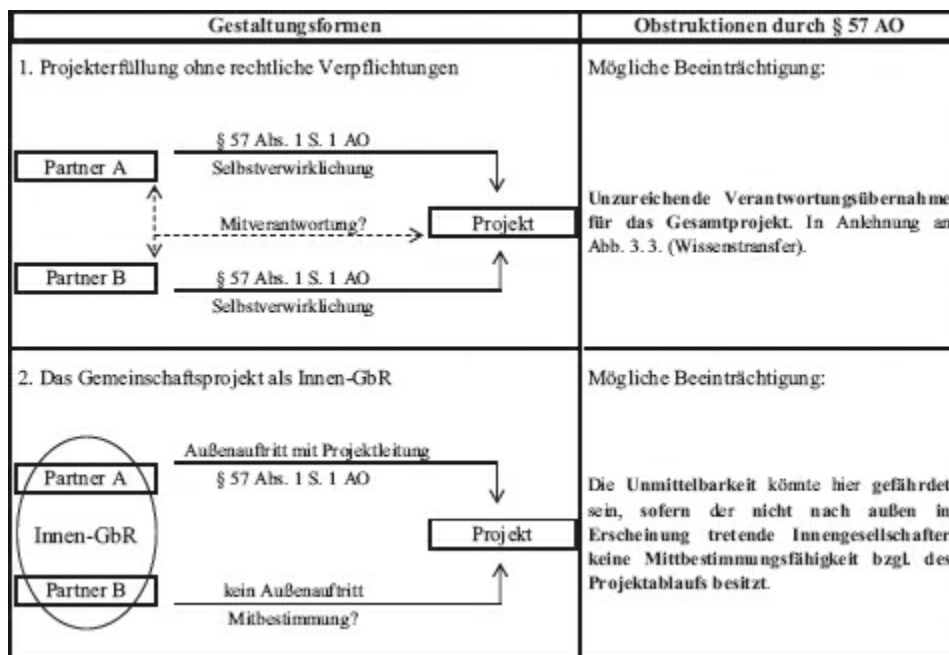 Gestaltungsformen
Obstruktionen durch § 57 AO
1. Projekterfüllung ohne rechtliche Verpflichtungen
Mögliche Beeinträchtigung:
§ 57 Abs. 1 S. 1 AO
Partner A
Selbstverwirklichung
Mitverantwortung?
Projekt
Partner B
§ 57 Abs. 1 S. 1 AO
Selbstverwirklichung
Unzureichende Verantwortungsübernahme
für das Gesamtprojekt. In Anlehnung an
Abb. 3.3. (Wissenstransfer).
2. Das Gemeinschaftsprojekt als Innen-GbR
Mögliche Beeinträchtigung:
Außenauftritt mit Projektleitung
Partner A
§ 57 Abs. 1 S. 1 AO
Innen-GbR
Projekt
Partner B
kein Außenauftritt
Mitbestimmung?
Die Unmittelbarkeit könnte hier gefährdet
sein, sofern der nicht nach außen in
Erscheinung tretende Innengesellschafter
keine Mittbestimmungsfähigkeit bzgl. des
Projektablaufs besitzt.